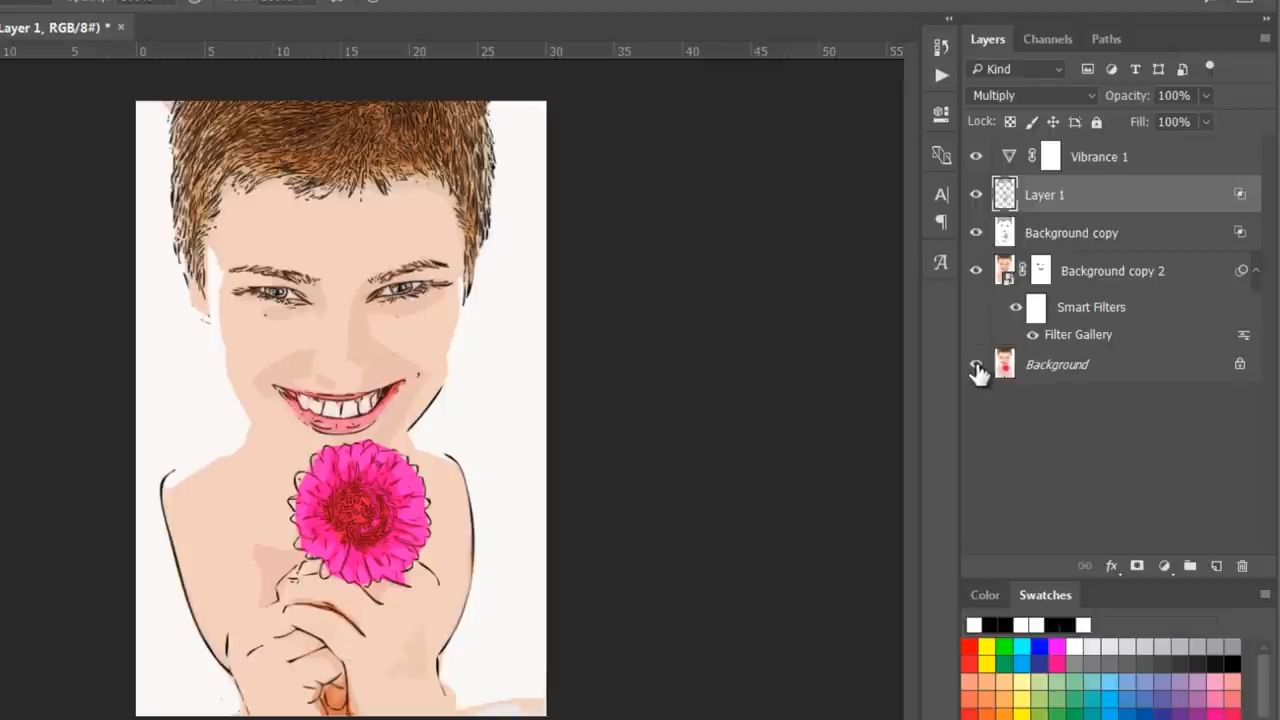 Layer 1, RGB/8#) * ×
10 5 0 5 10 15 20 25 30 35 40 45 50 55
Layers Channels Paths
Kind
Multiply Opacity: 100%
Lock: Fill: 100%
Vibrance 1
Layer 1
Background copy
Background copy 2
Smart Filters
Filter Gallery
Background
fx
Color Swatches